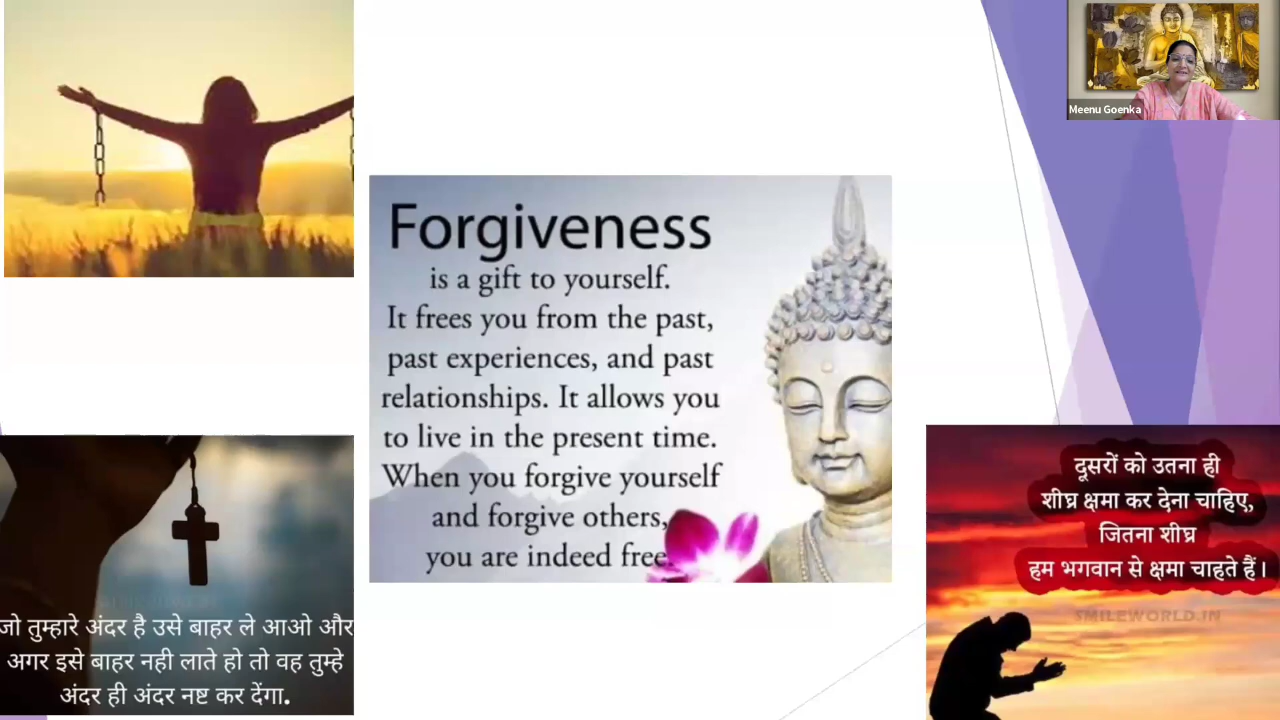 Meenu Goenka
Forgiveness
is a gift to yourself.
It frees you from the past,
past experiences, and past
relationships. It allows you
to live in the present time.
When you forgive yourself
and forgive others,
you are indeed free.
जो तुम्हारे अंदर है उसे बाहर ले आओ और
अगर इसे बाहर नही लाते हो तो वह तुम्हे
अंदर ही अंदर नष्ट कर देंगा.
दूसरों को उतना ही
शीघ्र क्षमा कर देना चाहिए,
जितना शीघ्र
हम भगवान से क्षमा चाहते हैं।
SMILEWORLD.IN